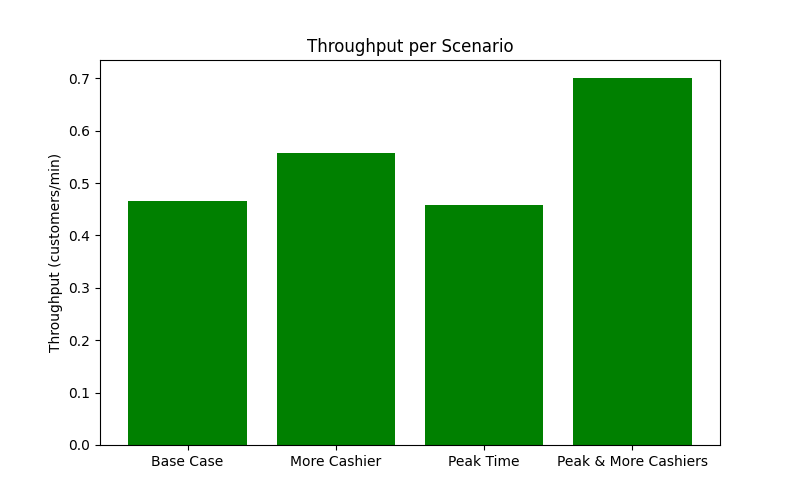 Throughput per Scenario
Throughput (customers/min)
0.7
0.6
0.5
0.4
0.3
0.2
0.1
0.0
Base Case
More Cashier
Peak Time
Peak & More Cashiers